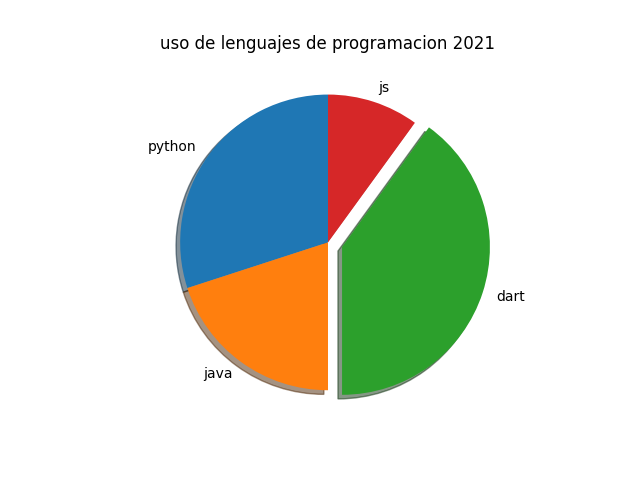 uso de lenguajes de programacion 2021
js
python
dart
java